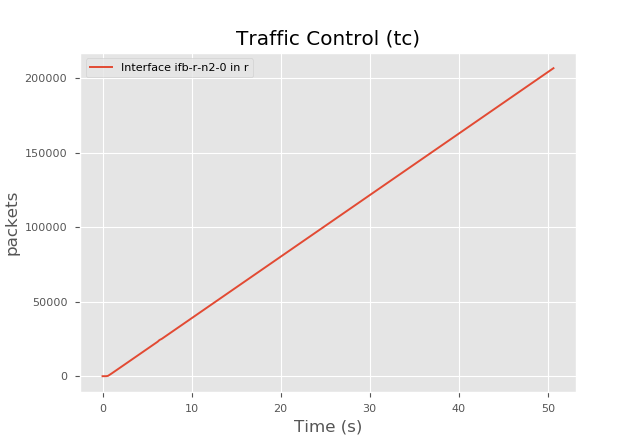 Traffic Control (tc)
Interface ifb-r-n2-0 in r
200000
150000
100000
50000
0
packets
0 10 20 30 40 50
Time (s)